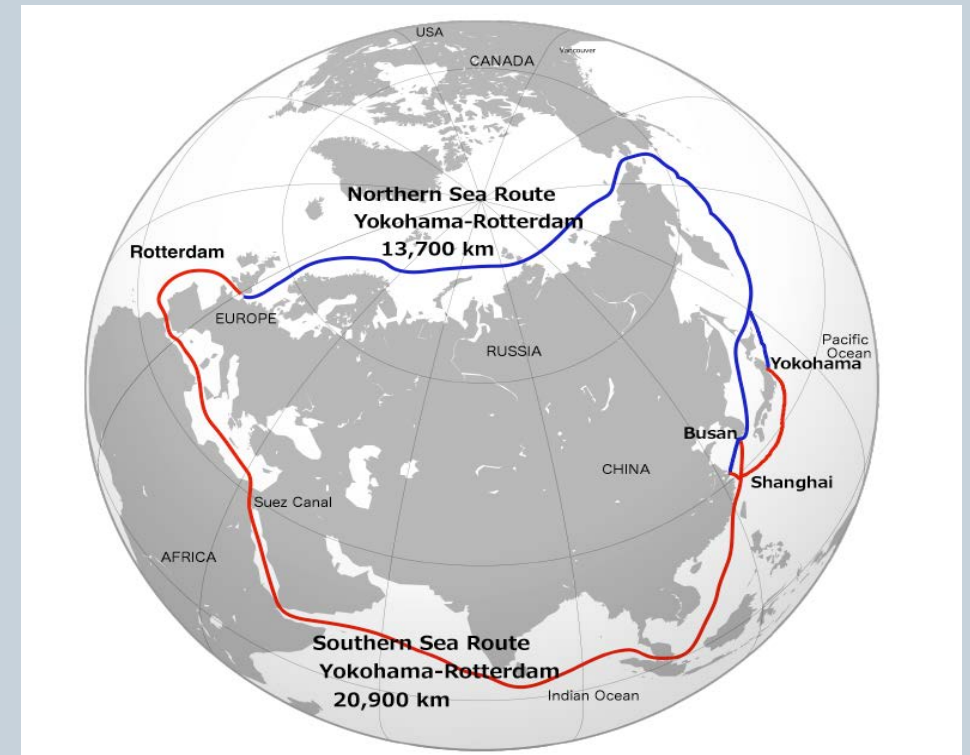 USA
Vancouver
CANADA
Northern Sea Route
Yokohama-Rotterdam
13,700 km
Rotterdam
EUROPE
RUSSIA
Pacific
Ocean
Yokohama
Busan
CHINA
Shanghai
Suez Canal
AFRICA
Southern Sea Route
Yokohama-Rotterdam
20,900 km
Indian Ocean